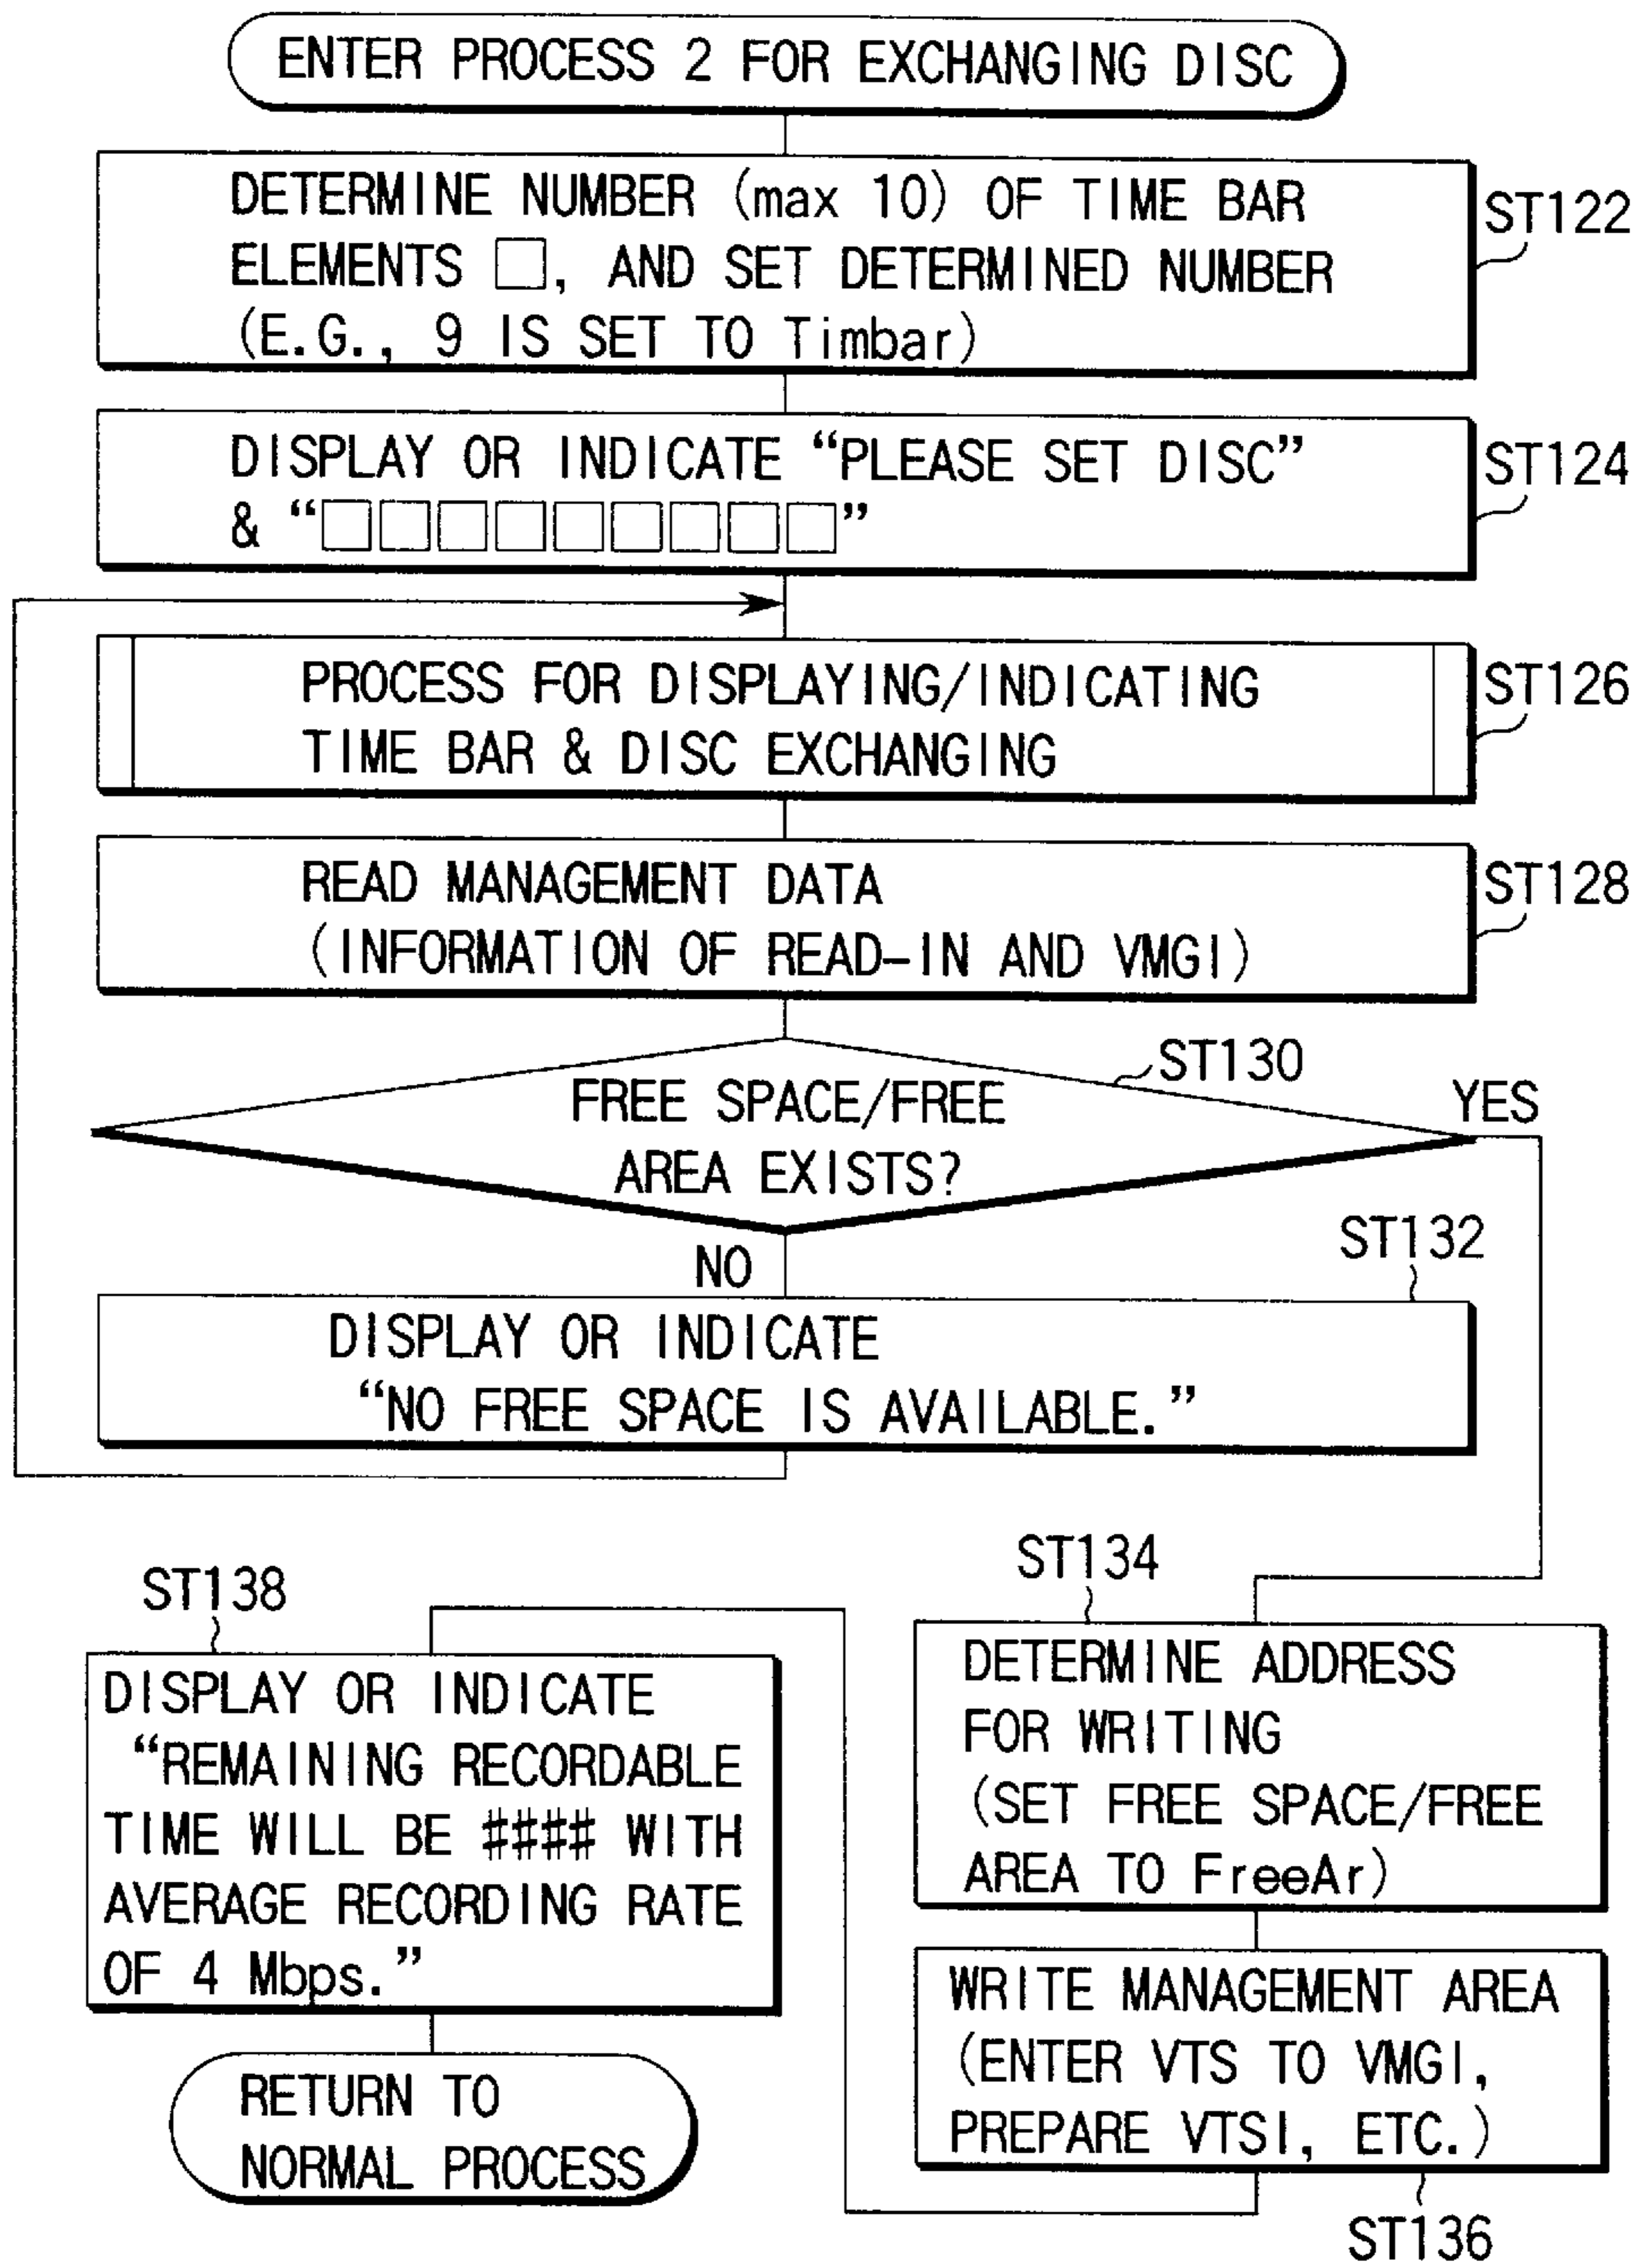 ENTER PROCESS 2 FOR EXCHANGING DISC
DETERMINE NUMBER (max 10) OF TIME BAR
ELEMENTS □, AND SET DETERMINED NUMBER
(E.G., 9 IS SET TO Timbar)
ST122
DISPLAY OR INDICATE “PLEASE SET DISC”
& “□□□□□□□□□”
ST124
PROCESS FOR DISPLAYING/INDICATING
TIME BAR & DISC EXCHANGING
ST126
READ MANAGEMENT DATA
(INFORMATION OF READ-IN AND VMGI)
ST128
ST130
FREE SPACE/FREE
AREA EXISTS?
YES
NO
ST132
DISPLAY OR INDICATE
“NO FREE SPACE IS AVAILABLE.”
ST134
DETERMINE ADDRESS
FOR WRITING
(SET FREE SPACE/FREE
AREA TO FreeAr)
WRITE MANAGEMENT AREA
(ENTER VTS TO VMGI,
PREPARE VTSI, ETC.)
ST136
ST138
DISPLAY OR INDICATE
“REMAINING RECORDABLE
TIME WILL BE #### WITH
AVERAGE RECORDING RATE
OF 4 Mbps.”
RETURN TO
NORMAL PROCESS